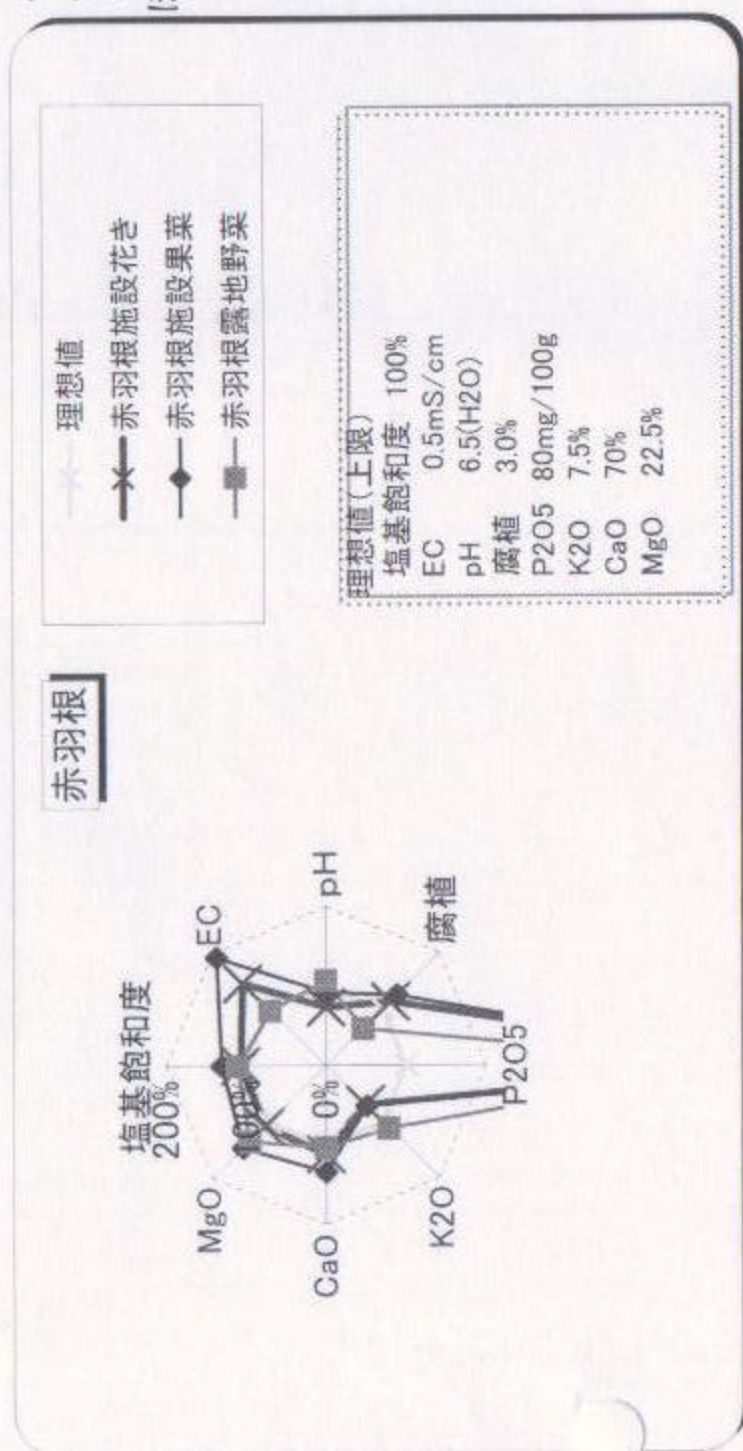 赤羽根
塩基飽和度
200%
EC
pH
腐植
P2O5
K2O
CaO
MgO
100%
0%
理想値
赤羽根施設花き
赤羽根施設果菜
赤羽根露地野菜
理想値(上限)
塩基飽和度 100%
EC 0.5mS/cm
pH 6.5(H2O)
腐植 3.0%
P2O5 80mg/100g
K2O 7.5%
CaO 70%
MgO 22.5%